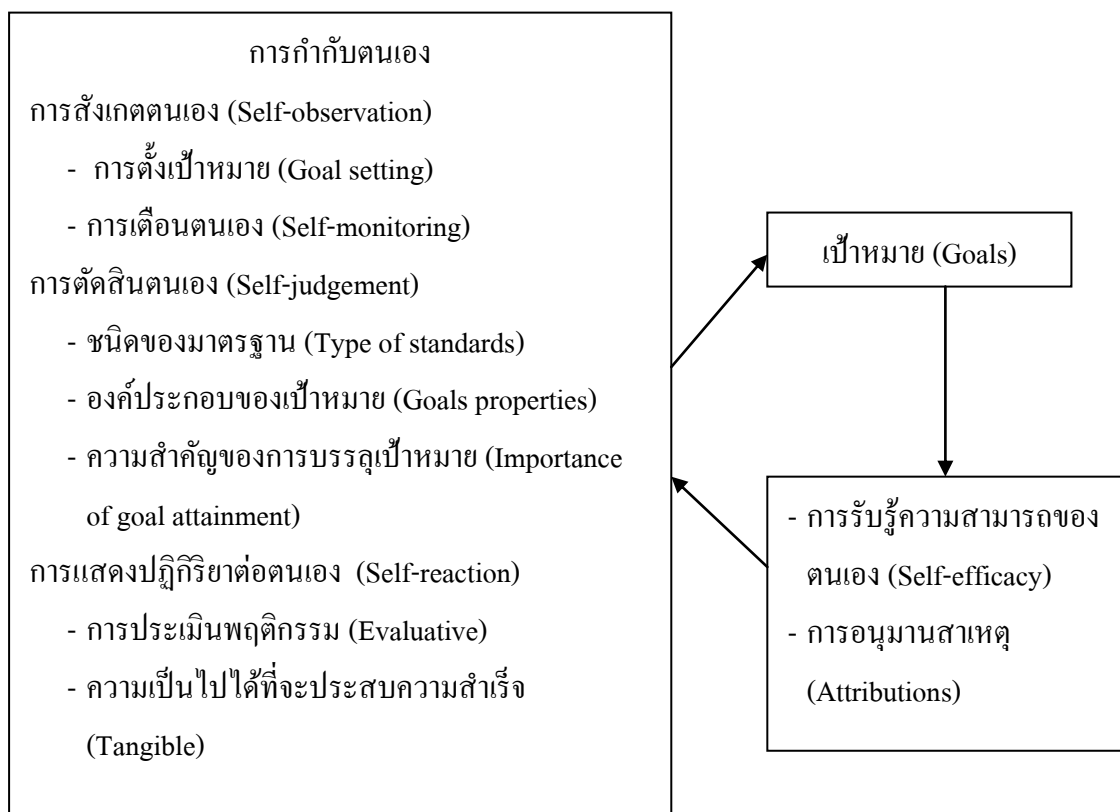 การกำกับตนเอง
การสังเกตตนเอง (Self-observation)
- การตั้งเป้าหมาย (Goal setting)
- การเตือนตนเอง (Self-monitoring)
การตัดสินตนเอง (Self-judgement)
- ชนิดของมาตรฐาน (Type of standards)
- องค์ประกอบของเป้าหมาย (Goals properties)
- ความสำคัญของการบรรลุเป้าหมาย (Importance
of goal attainment)
การแสดงปฏิกิริยาต่อตนเอง (Self-reaction)
- การประเมินพฤติกรรม (Evaluative)
- ความเป็นไปได้ที่จะประสบความสำเร็จ
(Tangible)
เป้าหมาย (Goals)
- การรับรู้ความสามารถของ
ตนเอง (Self-efficacy)
- การอนุมานสาเหตุ
(Attributions)